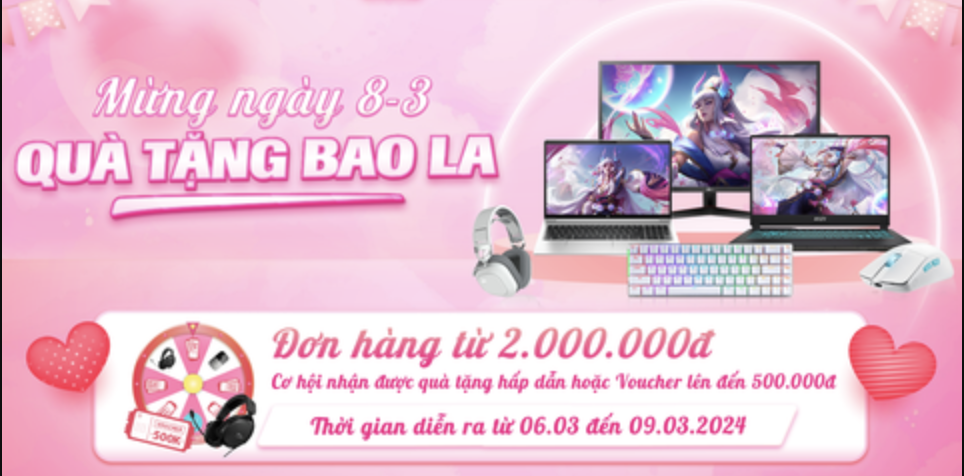 Mừng ngày 8-3
QUÀ TẶNG BAO LA
Đơn hàng từ 2.000.000đ
Cơ hội nhận được quà tặng hấp dẫn hoặc Voucher lên đến 500.000đ
VOUCHER
500K
Thời gian diễn ra từ 06.03 đến 09.03.2024